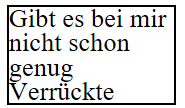 Gibt es bei mir
nicht schon
genug
Verrückte